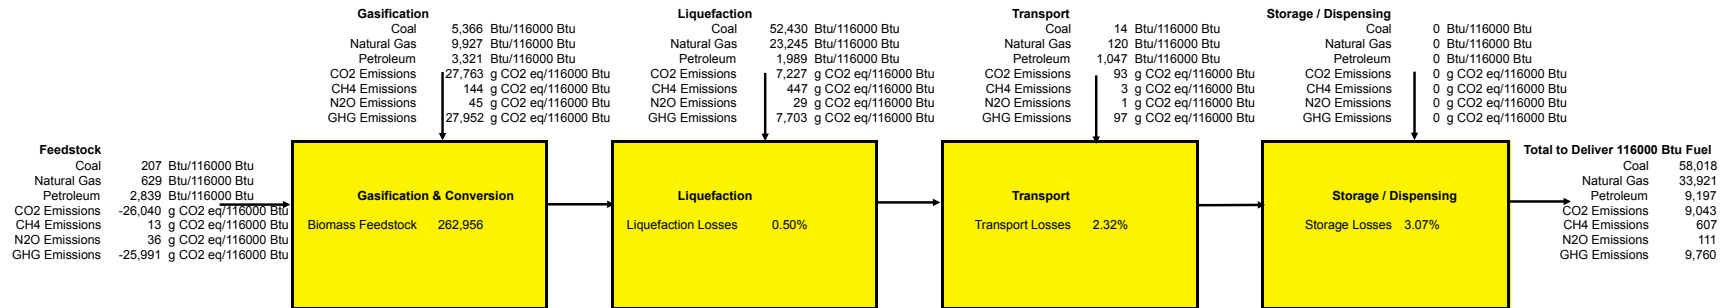 Gasification
Coal 5,366 Btu/116000 Btu
Natural Gas 9,927 Btu/116000 Btu
Petroleum 3,321 Btu/116000 Btu
CO2 Emissions 27,763 g CO2 eq/116000 Btu
CH4 Emissions 144 g CO2 eq/116000 Btu
N2O Emissions 45 g CO2 eq/116000 Btu
GHG Emissions 27,952 g CO2 eq/116000 Btu
Liquefaction
Coal 52,430 Btu/116000 Btu
Natural Gas 23,245 Btu/116000 Btu
Petroleum 1,989 Btu/116000 Btu
CO2 Emissions 7,227 g CO2 eq/116000 Btu
CH4 Emissions 447 g CO2 eq/116000 Btu
N2O Emissions 29 g CO2 eq/116000 Btu
GHG Emissions 7,703 g CO2 eq/116000 Btu
Transport
Coal 14 Btu/116000 Btu
Natural Gas 120 Btu/116000 Btu
Petroleum 1,047 Btu/116000 Btu
CO2 Emissions 93 g CO2 eq/116000 Btu
CH4 Emissions 3 g CO2 eq/116000 Btu
N2O Emissions 1 g CO2 eq/116000 Btu
GHG Emissions 97 g CO2 eq/116000 Btu
Storage / Dispensing
Coal 0 Btu/116000 Btu
Natural Gas 0 Btu/116000 Btu
Petroleum 0 Btu/116000 Btu
CO2 Emissions 0 g CO2 eq/116000 Btu
CH4 Emissions 0 g CO2 eq/116000 Btu
N2O Emissions 0 g CO2 eq/116000 Btu
GHG Emissions 0 g CO2 eq/116000 Btu
Feedstock
Coal 207 Btu/116000 Btu
Natural Gas 629 Btu/116000 Btu
Petroleum 2,839 Btu/116000 Btu
CO2 Emissions -26,040 g CO2 eq/116000 Btu
CH4 Emissions 13 g CO2 eq/116000 Btu
N2O Emissions 36 g CO2 eq/116000 Btu
GHG Emissions -25,991 g CO2 eq/116000 Btu
Gasification & Conversion
Biomass Feedstock 262,956
Liquefaction
Liquefaction Losses 0.50%
Transport
Transport Losses 2.32%
Storage / Dispensing
Storage Losses 3.07%
Total to Deliver 116000 Btu Fuel
Coal 58,018
Natural Gas 33,921
Petroleum 9,197
CO2 Emissions 9,043
CH4 Emissions 607
N2O Emissions 111
GHG Emissions 9,760